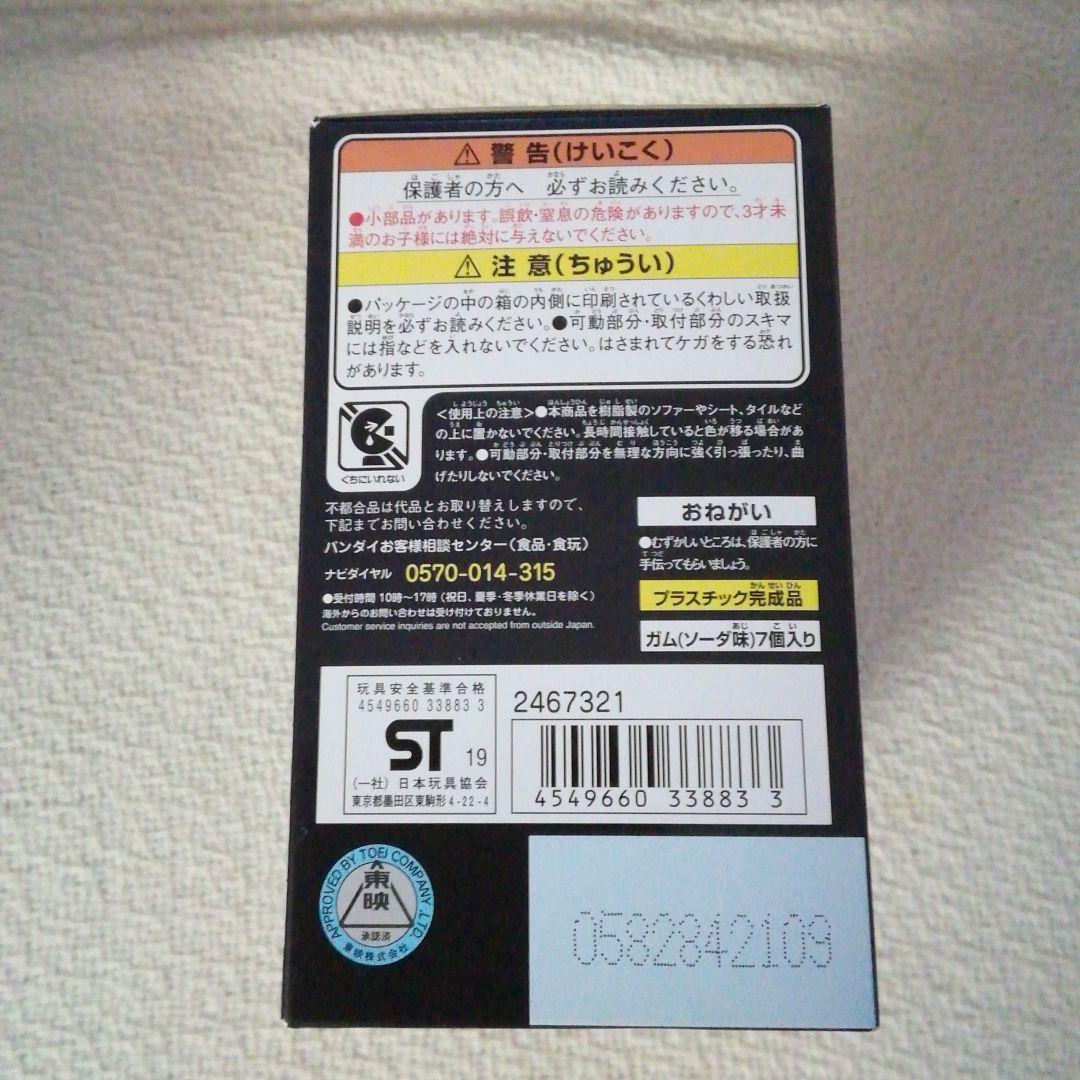 ⚠ 警告(けいこく)
保護者の方へ 必ずお読みください。
●小部品があります。誤飲・窒息の危険がありますので、3才未
満のお子様には絶対に与えないでください。
⚠ 注意(ちゅうい)
●パッケージの中の箱の内側に印刷されているくわしい取扱
説明を必ずお読みください。●可動部分・取付部分のスキマ
には指などを入れないでください。はさまれてケガをする恐れ
があります。
くちにいれない
<使用上の注意>●本商品を樹脂製のソファーやシート、タイルなど
の上に置かないでください。長時間接触していると色が移る場合があ
ります。●可動部分・取付部分を無理な方向に強く引っ張ったり、曲
げたりしないでください。
不都合品は代品とお取り替えしますので、
下記までお問い合わせください。
バンダイお客様相談センター(食品・食玩)
ナビダイヤル 0570-014-315
●受付時間 10時~17時 (祝日、夏季・冬季休業日を除く)
海外からのお問い合わせは受け付けておりません。
Customer service inquiries are not accepted from outside Japan.
おねがい
●むずかしいところは、保護者の方に
手伝ってもらいましょう。
プラスチック完成品
ガム(ソーダ味)7個入り
玩具安全基準合格
4549660 33883 3
ST 19
(一社) 日本玩具協会
東京都墨田区東駒形4-22-4
2467321
4549660 338833
APPROVED BY TOEI COMPANY, LTD.
東映
承認済
東映株式会社
0582842103